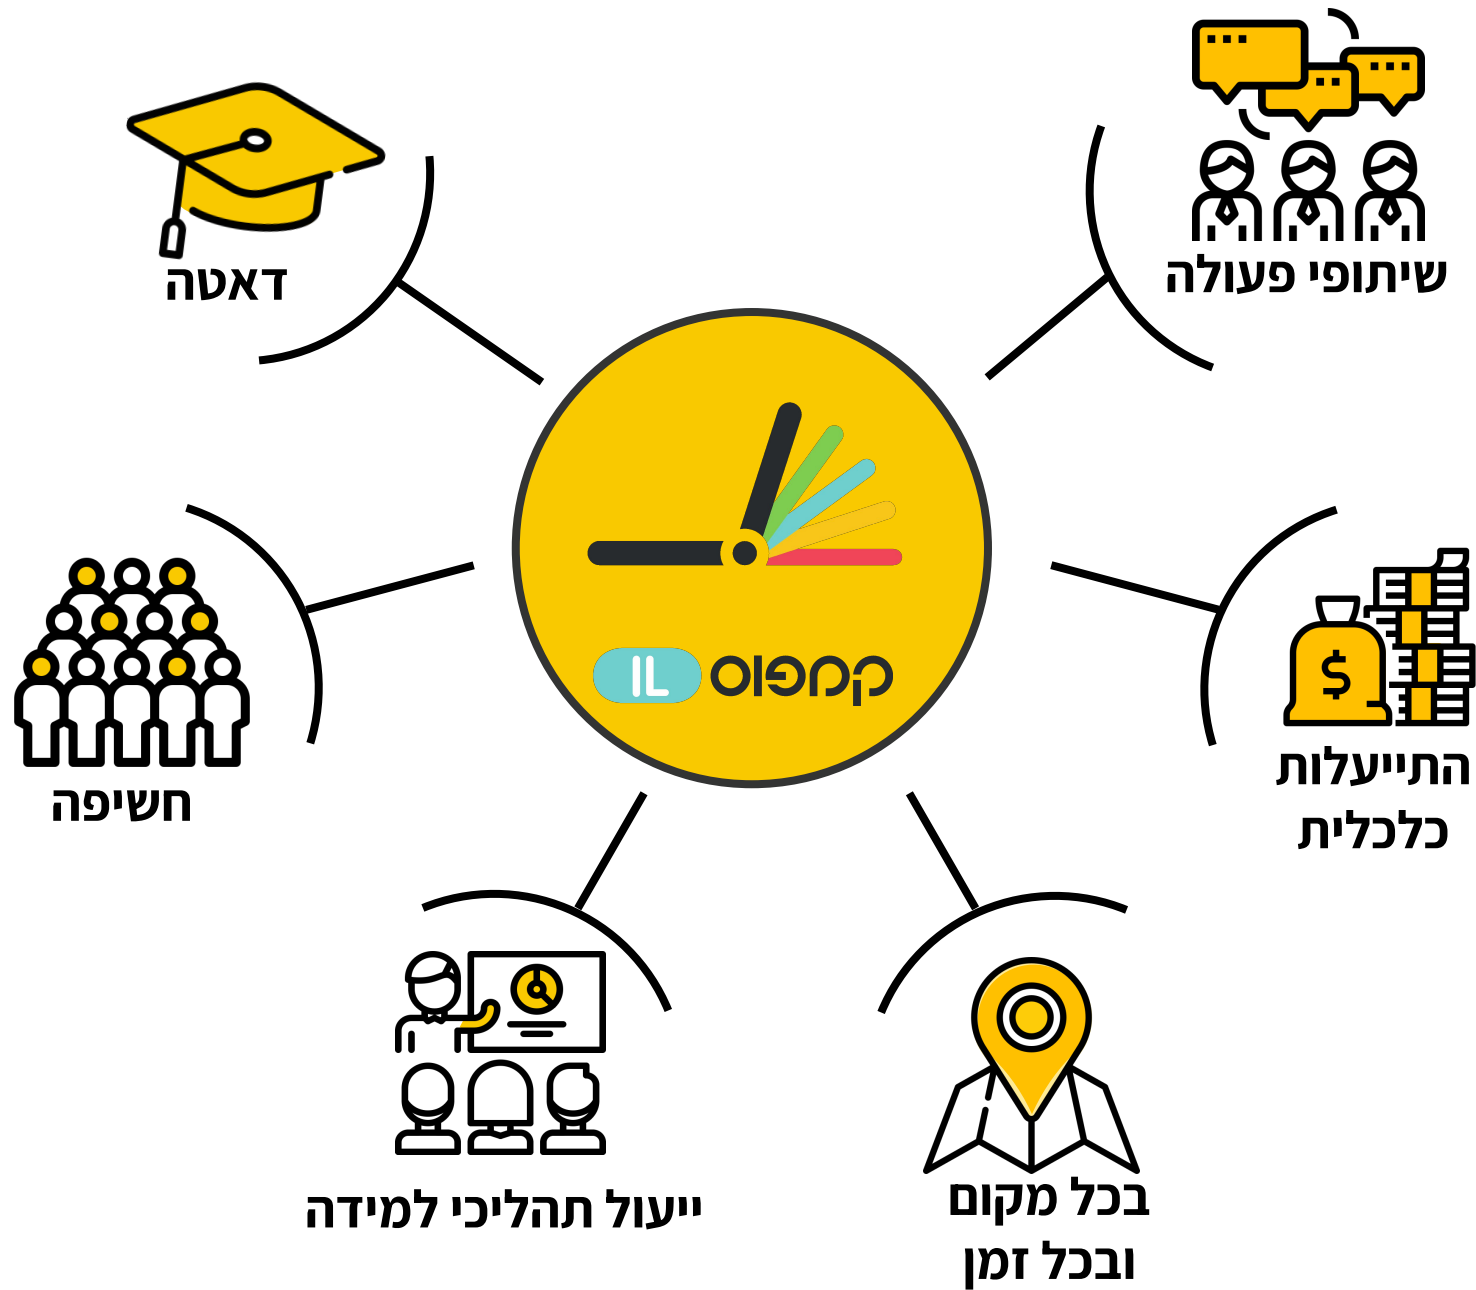 שיתופי פעולה
דאטה
קמפוס IL
התייעלות
כלכלית
חשיפה
בכל מקום
ובכל זמן
ייעול תהליכי למידה
$